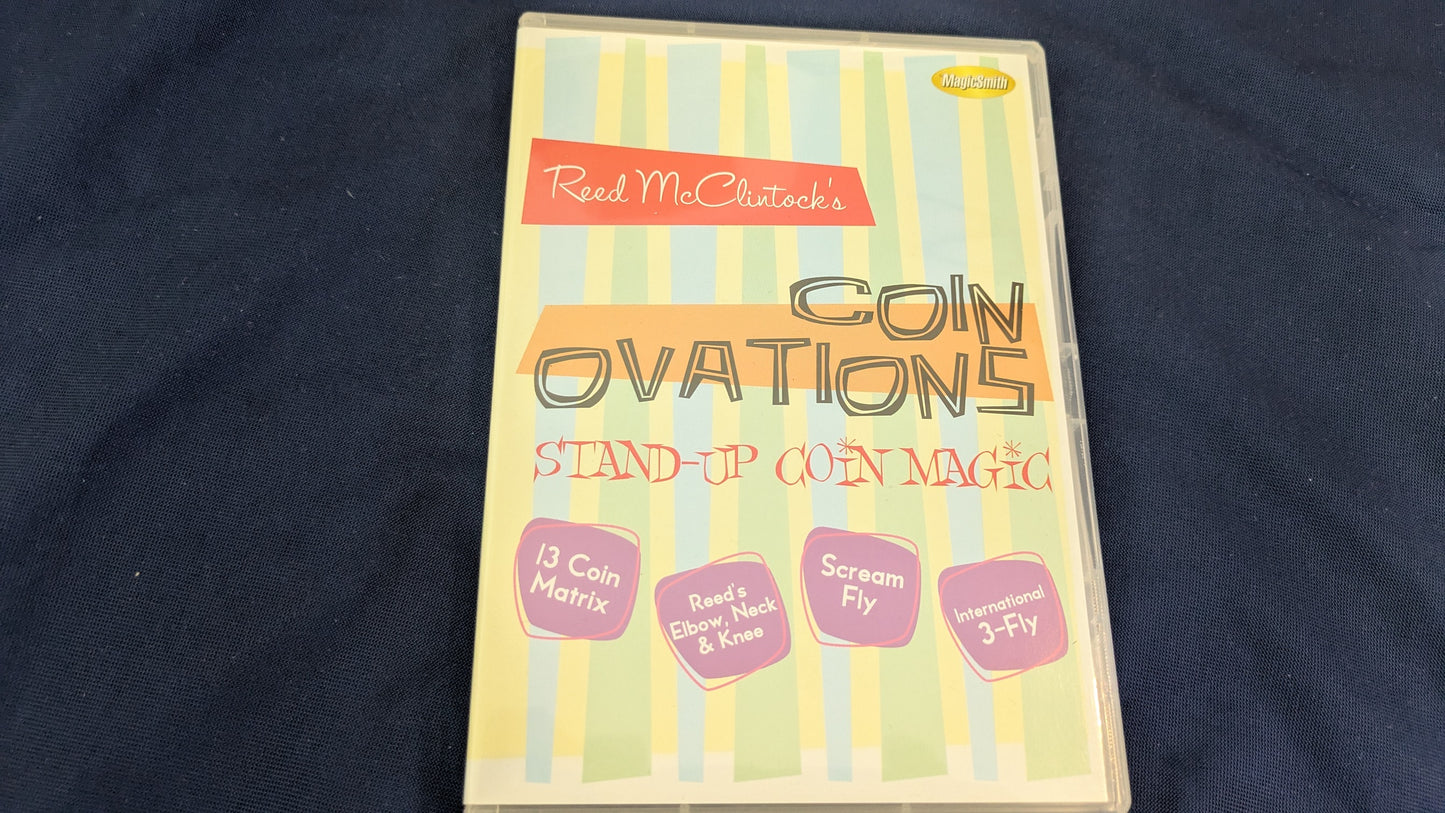 MagicSmith
Reed McClintock's
COIN
OVATIONS
STAND-UP COIN MAGIC
13 Coin
Matrix
Reed's
Elbow, Neck
& Knee
Scream
Fly
International
3-Fly